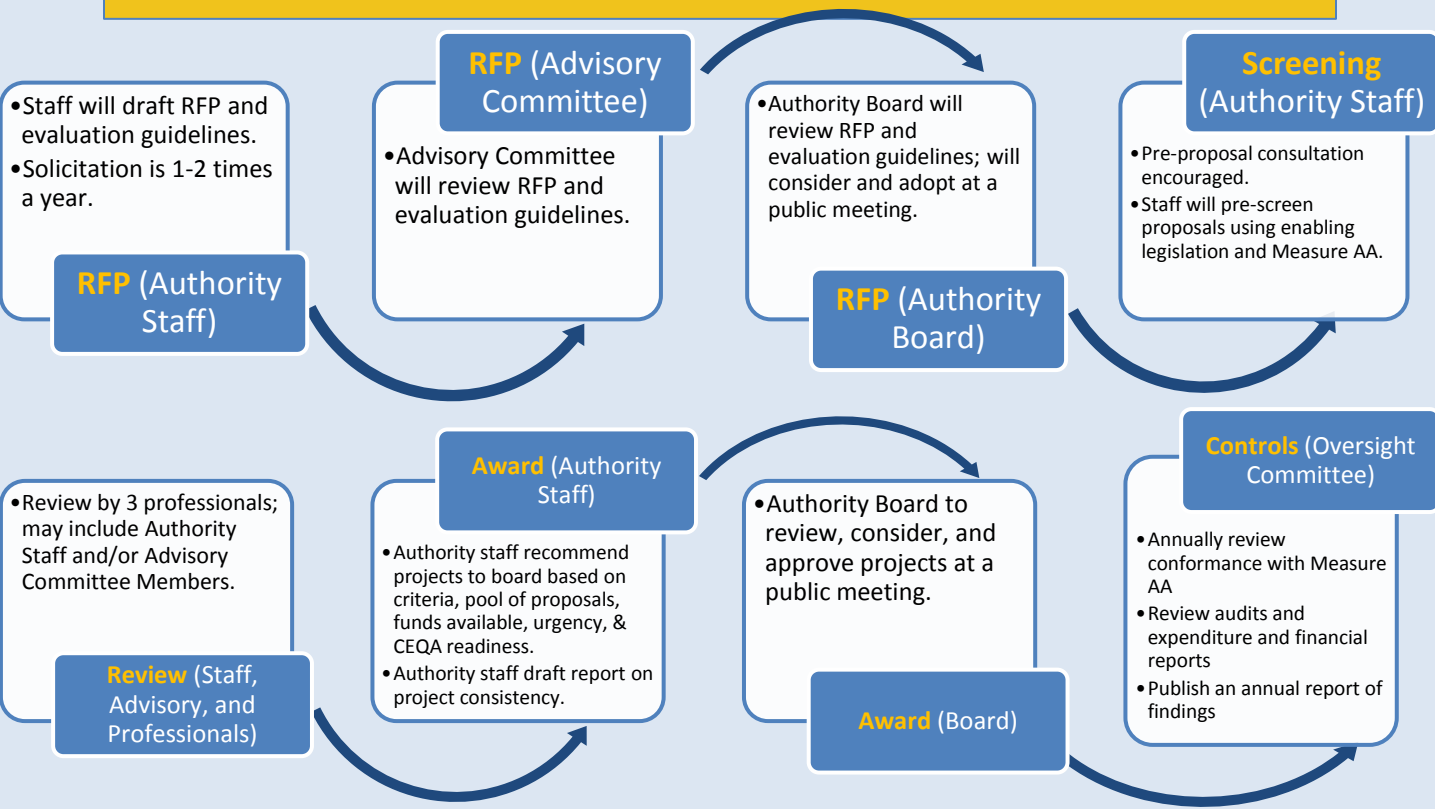 •Staff will draft RFP and
evaluation guidelines.
•Solicitation is 1-2 times
a year.
RFP (Authority
Staff)
RFP (Advisory
Committee)
•Advisory Committee
will review RFP and
evaluation guidelines.
•Authority Board will
review RFP and
evaluation guidelines; will
consider and adopt at a
public meeting.
RFP (Authority
Board)
Screening
(Authority Staff)
•Pre-proposal consultation
encouraged.
•Staff will pre-screen
proposals using enabling
legislation and Measure AA.
•Review by 3 professionals;
may include Authority
Staff and/or Advisory
Committee Members.
Review (Staff,
Advisory, and
Professionals)
Award (Authority
Staff)
•Authority staff recommend
projects to board based on
criteria, pool of proposals,
funds available, urgency, &
CEQA readiness.
•Authority staff draft report on
project consistency.
•Authority Board to
review, consider, and
approve projects at a
public meeting.
Award (Board)
Controls (Oversight
Committee)
•Annually review
conformance with Measure
AA
•Review audits and
expenditure and financial
reports
•Publish an annual report of
findings